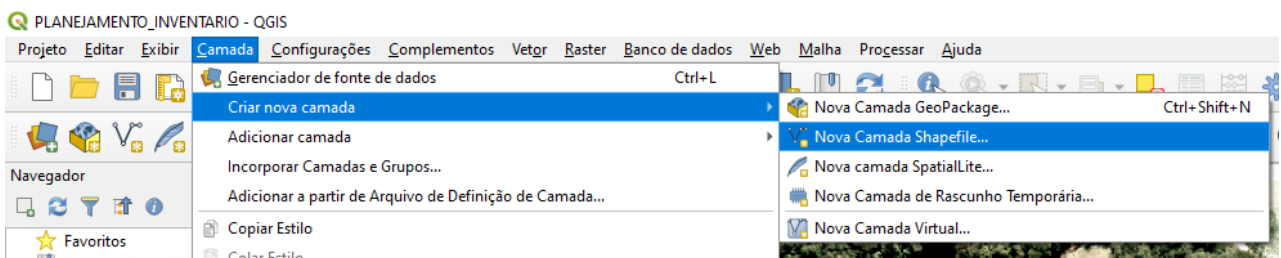 PLANEJAMENTO_INVENTARIO - QGIS
Projeto Editar Exibir Camada Configurações Complementos Vetor Raster Banco de dados Web Malha Processar Ajuda
Gerenciador de fonte de dados Ctrl+L
Criar nova camada
Nova Camada GeoPackage... Ctrl+Shift+N
Adicionar camada
Nova Camada Shapefile...
Incorporar Camadas e Grupos...
Nova camada SpatialLite...
Adicionar a partir de Arquivo de Definição de Camada...
Nova Camada de Rascunho Temporária...
Copiar Estilo
Nova Camada Virtual...
Colar Estilo
Navegador
Favoritos